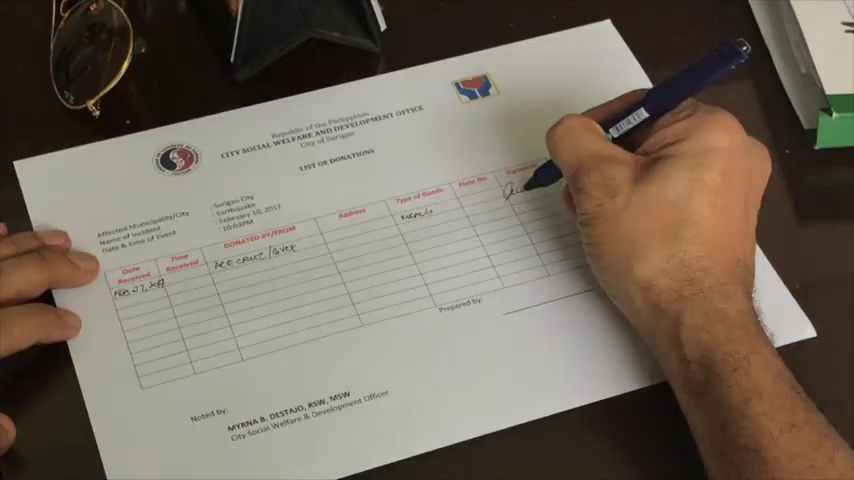 Republic of the Philippines
CITY SOCIAL WELFARE AND DEVELOPMENT OFFICE
City of Surigao
LIST OF DONATIONS
Affected Municipality/City : Surigao City
Name of Incident : Earthquake
Date & Time of Event : February 10, 2017
: 10:03PM
Date Received Time Received DONATED BY/FROM Address Type of Goods Plate No.
FEB 27, ACE CRUZ/ MEALS
Prepared by:
Noted by:
MYRNA B. DESTAJO, RSW, MSW
City Social Welfare & Development Officer